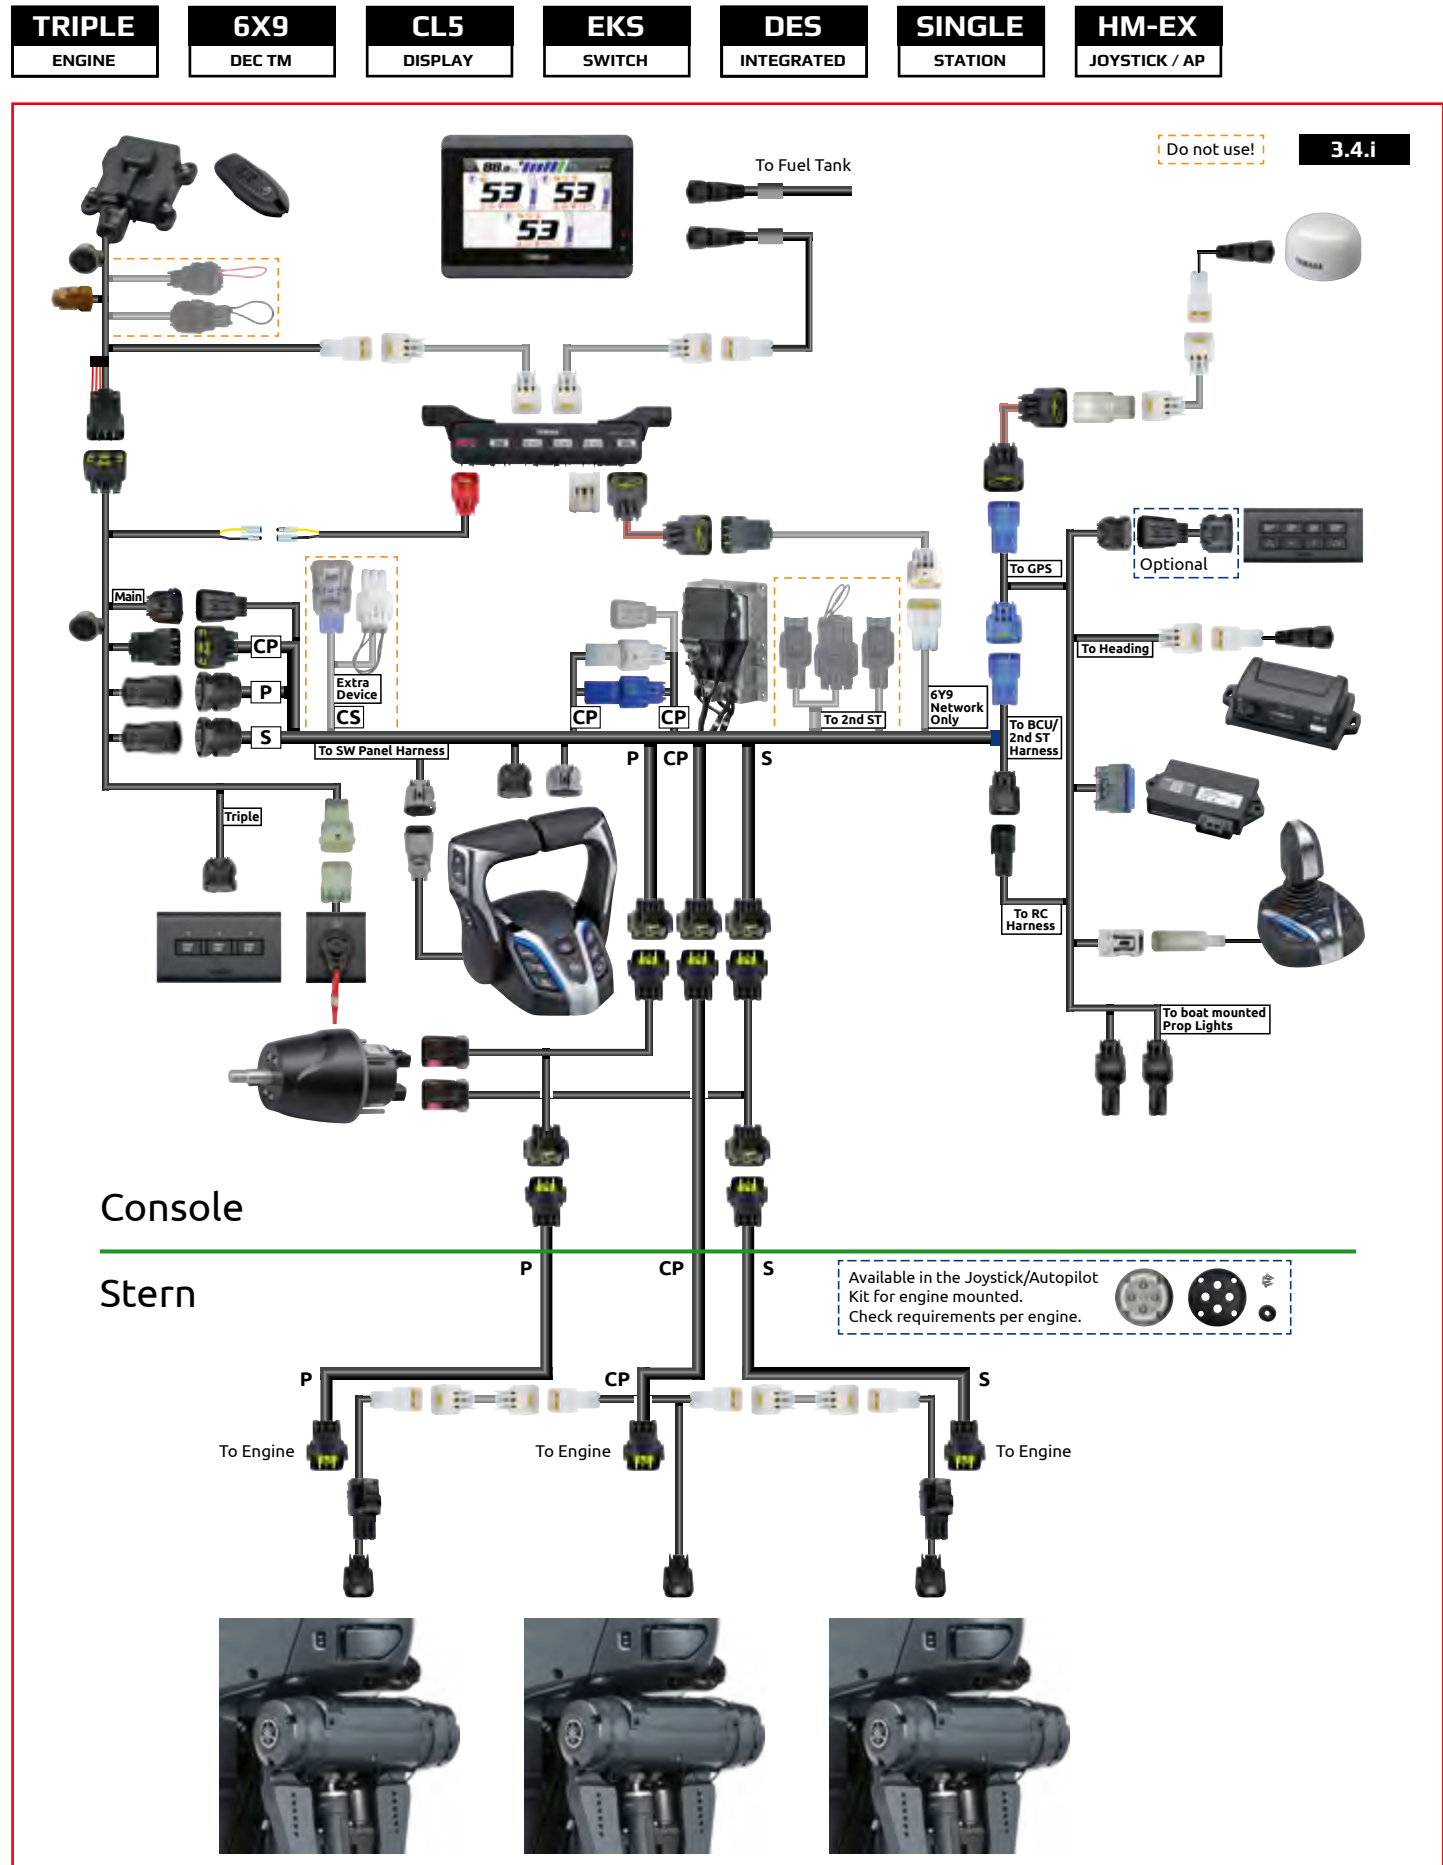 TRIPLE
ENGINE
6X9
DEC TM
CL5
DISPLAY
EKS
SWITCH
DES
INTEGRATED
SINGLE
STATION
HM-EX
JOYSTICK / AP
Do not use!
3.4.i
To Fuel Tank
53
53
53
YAMAHA
To GPS
Optional
Main
CP
P
S
Extra
Device
CS
To SW Panel Harness
CP
CP
To 2nd ST
6Y9
Network
Only
To BCU/
2nd ST
Harness
To Heading
P
CP
S
Triple
To RC
Harness
To boat mounted
Prop Lights
Console
Stern
P
CP
S
Available in the Joystick/Autopilot
Kit for engine mounted.
Check requirements per engine.
P
CP
S
To Engine
To Engine
To Engine